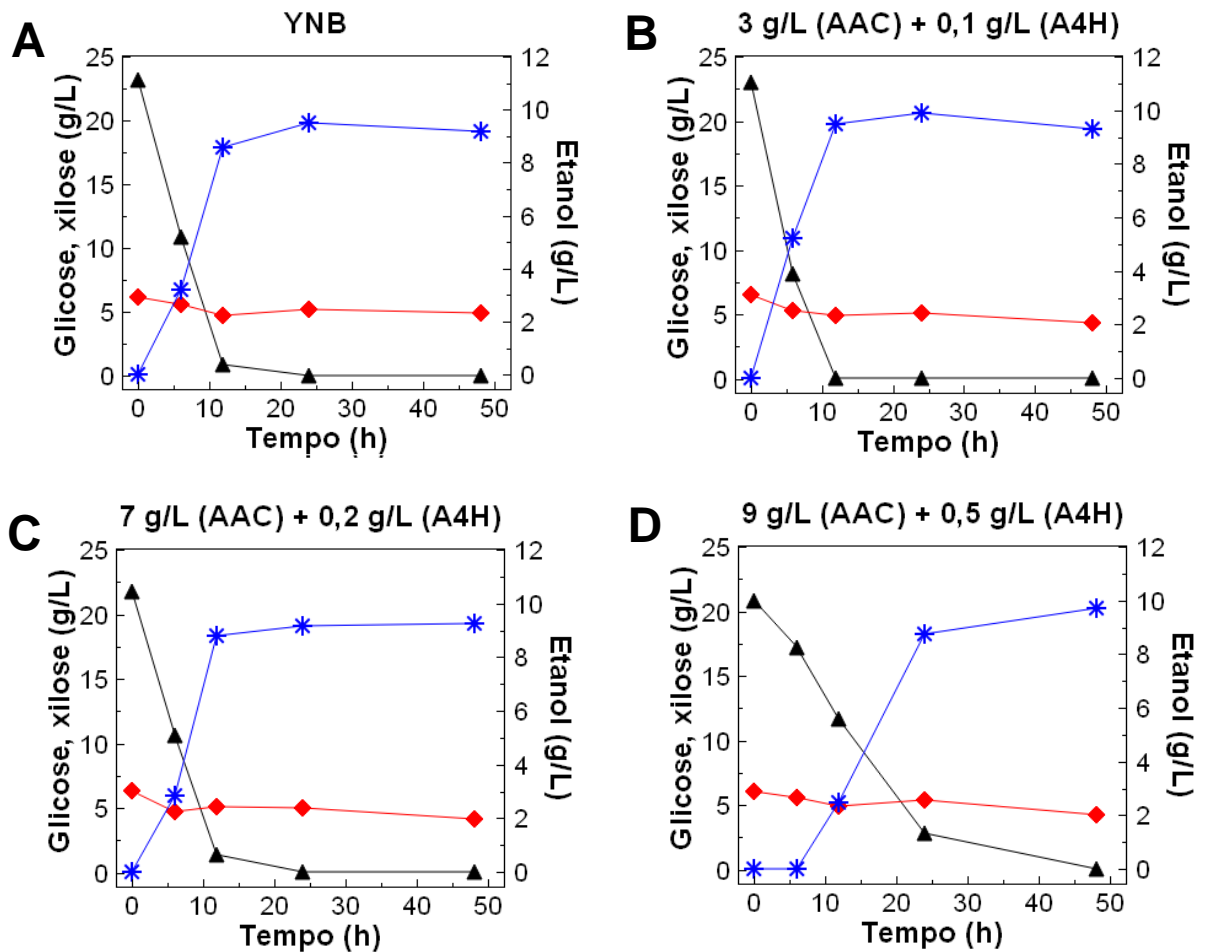 A
YNB
25
20
15
10
5
0
Glicose, xilose (g/L)
12
10
8
6
4
2
0
Etanol (g/L)
0 10 20 30 40 50
Tempo (h)
B
3 g/L (AAC) + 0,1 g/L (A4H)
25
20
15
10
5
0
Glicose, xilose (g/L)
12
10
8
6
4
2
0
Etanol (g/L)
0 10 20 30 40 50
Tempo (h)
C
7 g/L (AAC) + 0,2 g/L (A4H)
25
20
15
10
5
0
Glicose, xilose (g/L)
12
10
8
6
4
2
0
Etanol (g/L)
0 10 20 30 40 50
Tempo (h)
D
9 g/L (AAC) + 0,5 g/L (A4H)
25
20
15
10
5
0
Glicose, xilose (g/L)
12
10
8
6
4
2
0
Etanol (g/L)
0 10 20 30 40 50
Tempo (h)